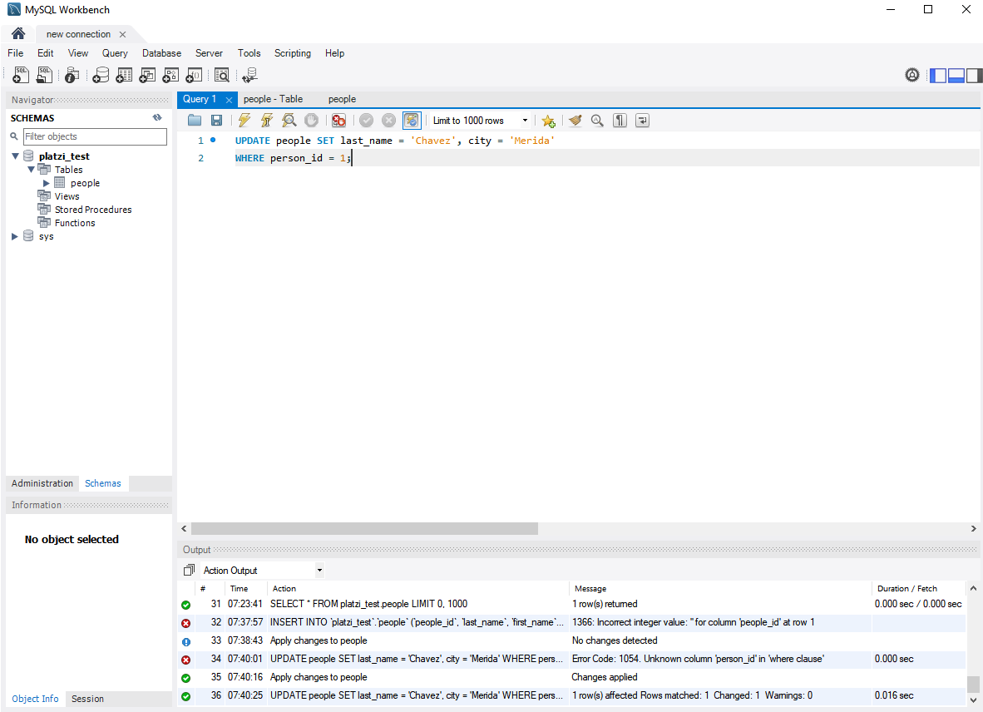 MySQL Workbench
new connection
File Edit View Query Database Server Tools Scripting Help
Navigator
SCHEMAS
Filter objects
platzi_test
Tables
people
Views
Stored Procedures
Functions
sys
Administration Schemas
Information
No object selected
Object Info Session
Query 1 people - Table people
Limit to 1000 rows
1 UPDATE people SET last_name = 'Chavez', city = 'Merida'
2 WHERE person_id = 1;
Output
Action Output
# Time Action Message Duration / Fetch
31 07:23:41 SELECT * FROM platzi_test.people LIMIT 0, 1000 1 row(s) returned 0.000 sec / 0.000 sec
32 07:37:57 INSERT INTO `platzi_test`.`people` (`people_id`, `last_name`, `first_name`... 1366: Incorrect integer value: '' for column 'people_id' at row 1
33 07:38:43 Apply changes to people No changes detected
34 07:40:01 UPDATE people SET last_name = 'Chavez', city = 'Merida' WHERE pers... Error Code: 1054. Unknown column 'person_id' in 'where clause' 0.000 sec
35 07:40:16 Apply changes to people Changes applied
36 07:40:25 UPDATE people SET last_name = 'Chavez', city = 'Merida' WHERE pers... 1 row(s) affected Rows matched: 1 Changed: 1 Warnings: 0 0.016 sec